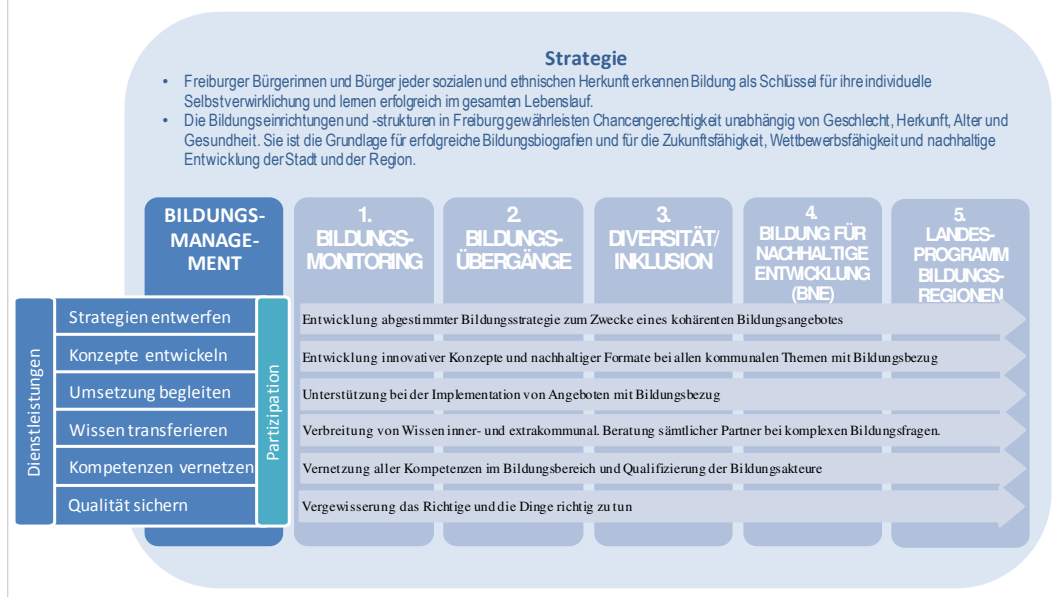 Strategie
• Freiburger Bürgerinnen und Bürger jeder sozialen und ethnischen Herkunft erkennen Bildung als Schlüssel für ihre individuelle
Selbstverwirklichung und lernen erfolgreich im gesamten Lebenslauf.
• Die Bildungseinrichtungen und -strukturen in Freiburg gewährleisten Chancengerechtigkeit unabhängig von Geschlecht, Herkunft, Alter und
Gesundheit. Sie ist die Grundlage für erfolgreiche Bildungsbiografien und für die Zukunftsfähigkeit, Wettbewerbsfähigkeit und nachhaltige
Entwicklung der Stadt und der Region.
BILDUNGS-
MANAGE-
MENT
1.
BILDUNGS-
MONITORING
2.
BILDUNGS-
ÜBERGÄNGE
3.
DIVERSITÄT/
INKLUSION
4.
BILDUNG FÜR
NACHHALTIGE
ENTWICKLUNG
(BNE)
5.
LANDES-
PROGRAMM
BILDUNGS-
REGIONEN
Dienstleistungen
Partizipation
Strategien entwerfen
Entwicklung abgestimmter Bildungsstrategie zum Zwecke eines kohärenten Bildungsangebotes
Konzepte entwickeln
Entwicklung innovativer Konzepte und nachhaltiger Formate bei allen kommunalen Themen mit Bildungsbezug
Umsetzung begleiten
Unterstützung bei der Implementation von Angeboten mit Bildungsbezug
Wissen transferieren
Verbreitung von Wissen inner- und extrakommunal. Beratung sämtlicher Partner bei komplexen Bildungsfragen.
Kompetenzen vernetzen
Vernetzung aller Kompetenzen im Bildungsbereich und Qualifizierung der Bildungsakteure
Qualität sichern
Vergewisserung das Richtige und die Dinge richtig zu tun